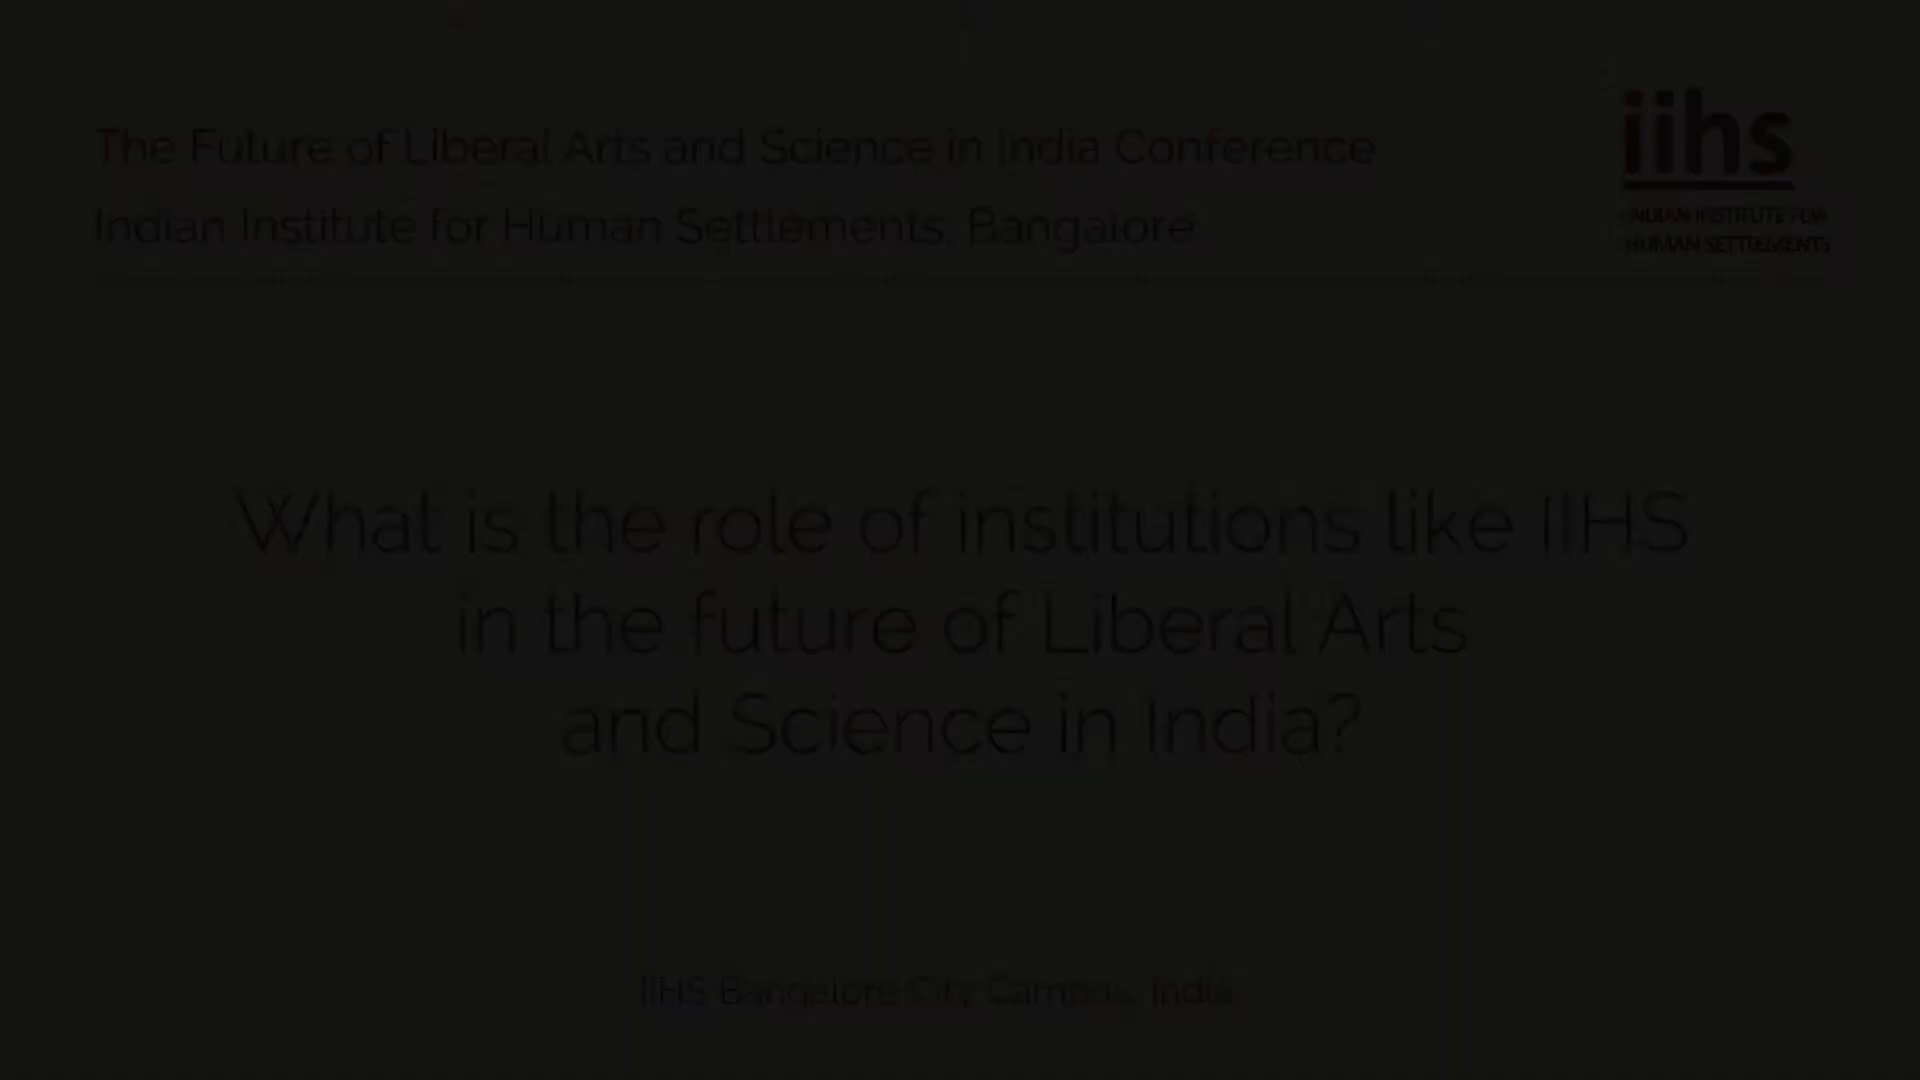 The Future of Liberal Arts and Science in India Conference
Indian Institute for Human Settlements, Bangalore
iihs
INDIAN INSTITUTE FOR
HUMAN SETTLEMENTS
What is the role of institutions like IIHS
in the future of Liberal Arts
and Science in India?
IIHS Bangalore City Campus, India